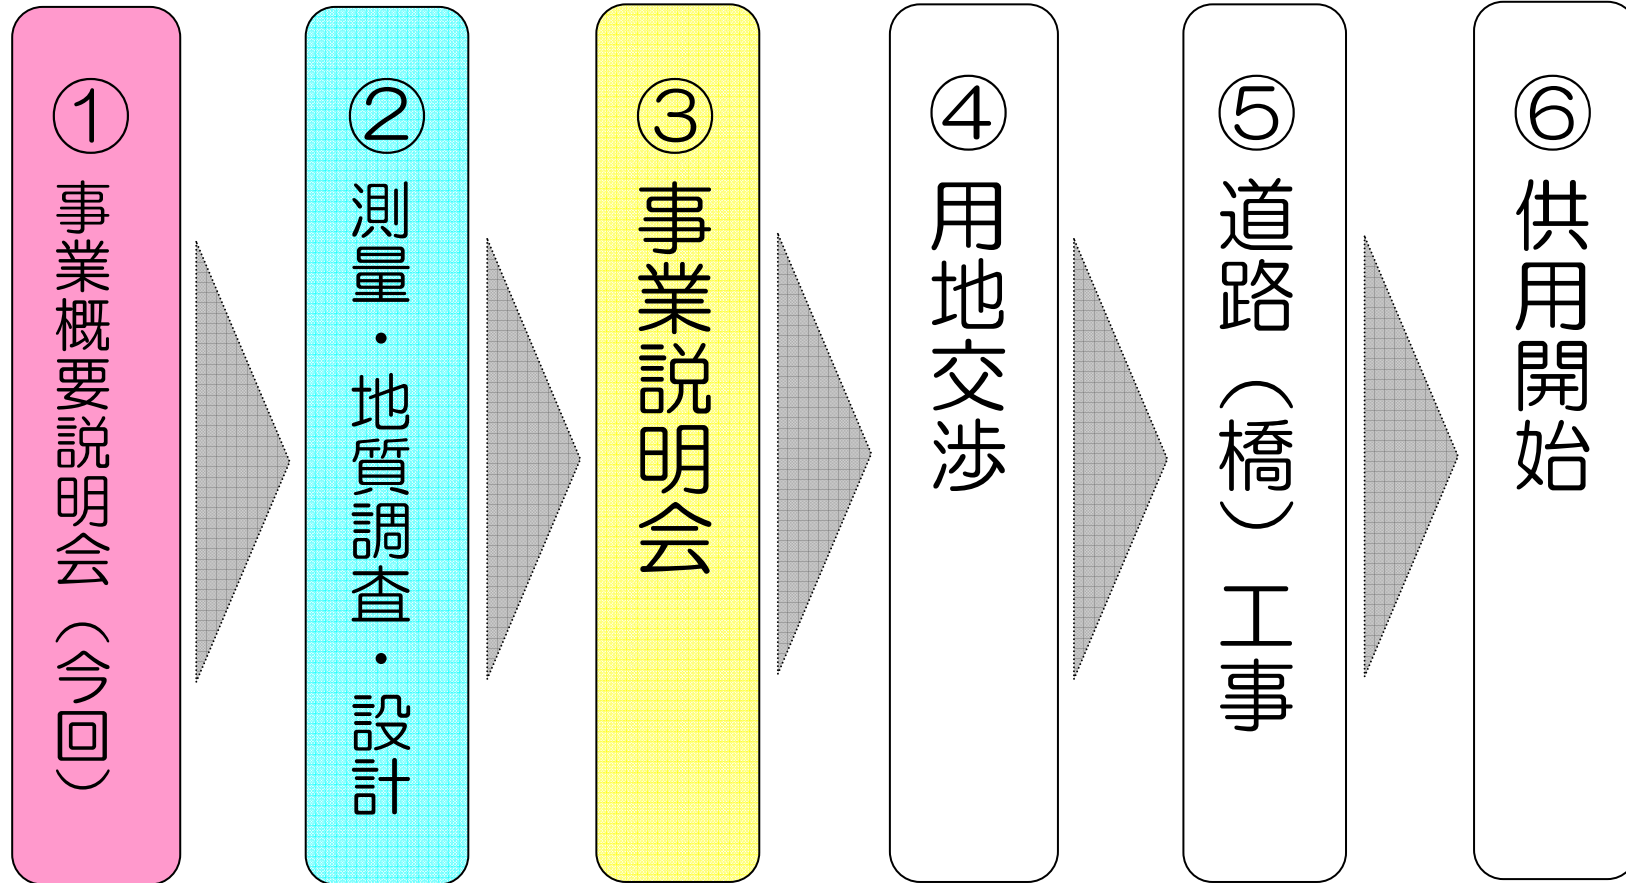 ①事業概要説明会（今回）
②測量・地質調査・設計
③事業説明会
④用地交渉
⑤道路（橋）工事
⑥供用開始